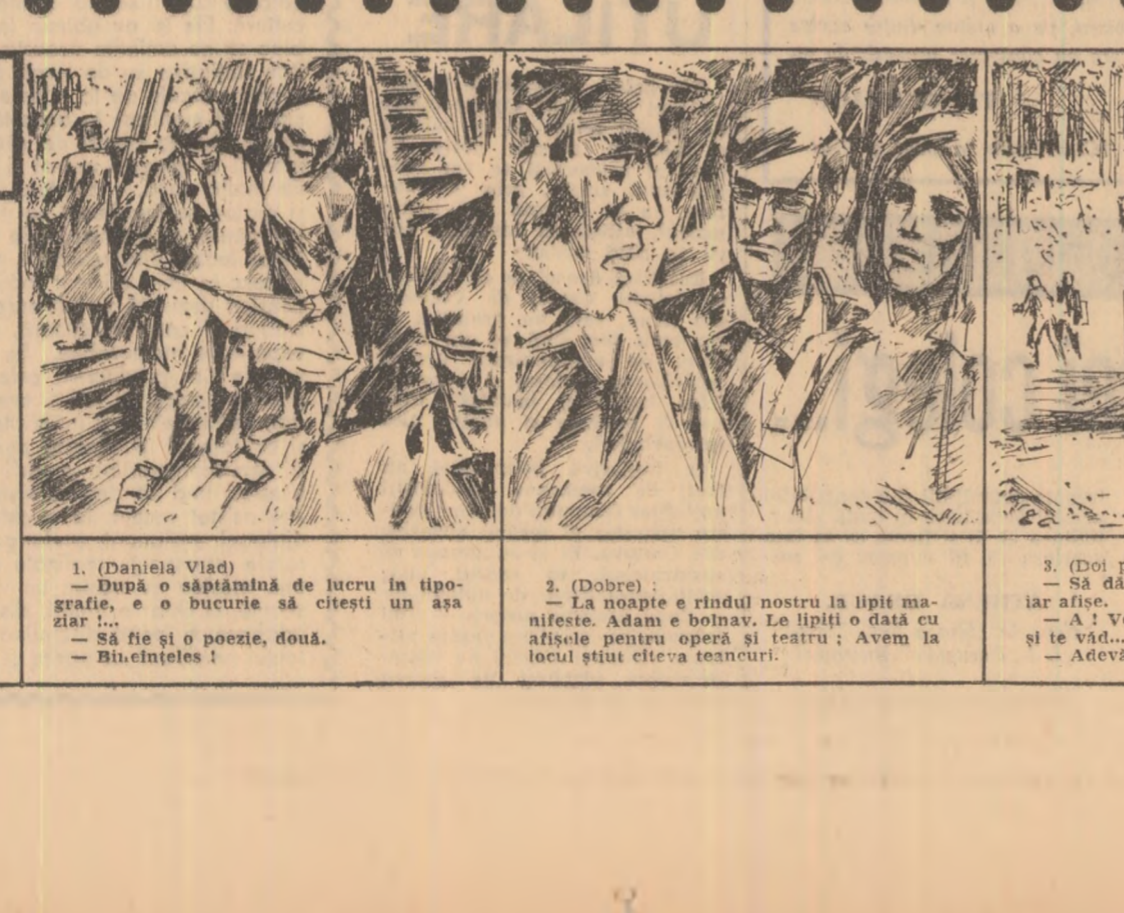 1. (Daniela Vlad)
— După o săptămînă de lucru în tipo-
grafie, e o bucurie să citești un așa
ziar !...
— Să fie și o poezie, două.
— Bineînțeles !
2. (Dobre) :
— La noapte e rîndul nostru la lipit ma-
nifeste. Adam e bolnav. Le lipiți o dată cu
afișele pentru operă și teatru ; Avem la
locul știut cîteva teancuri.
3. (Doi
— Să
iar afișe.
— A !
și te văd...
—